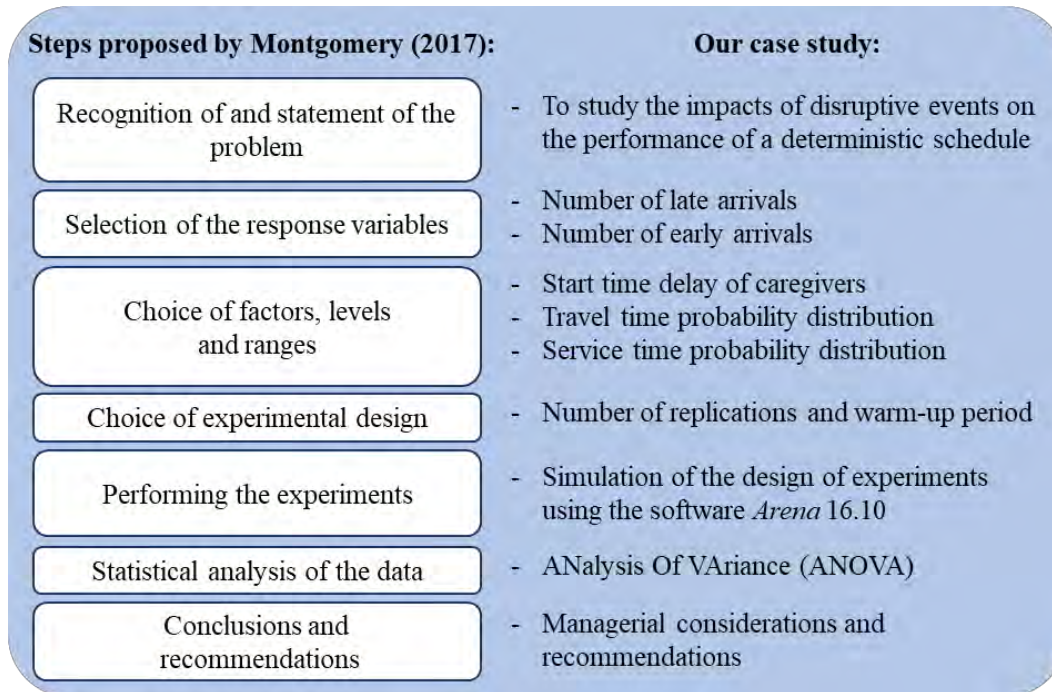 Steps proposed by Montgomery (2017):
Our case study:
Recognition of and statement of the
problem
- To study the impacts of disruptive events on
the performance of a deterministic schedule
Selection of the response variables
- Number of late arrivals
- Number of early arrivals
Choice of factors, levels
and ranges
- Start time delay of caregivers
- Travel time probability distribution
- Service time probability distribution
Choice of experimental design
- Number of replications and warm-up period
Performing the experiments
- Simulation of the design of experiments
using the software Arena 16.10
Statistical analysis of the data
- ANalysis Of VAriance (ANOVA)
Conclusions and
recommendations
- Managerial considerations and
recommendations